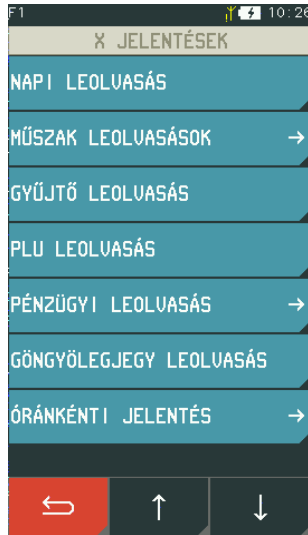 F1 10:26
X JELENTÉSEK
NAPI LEOLVASÁS
MŰSZAK LEOLVASÁSOK
GYŰJTŐ LEOLVASÁS
PLU LEOLVASÁS
PÉNZÜGYI LEOLVASÁS
GÖNGYÖLEGJEGY LEOLVASÁS
ÓRÁNKÉNTI JELENTÉS